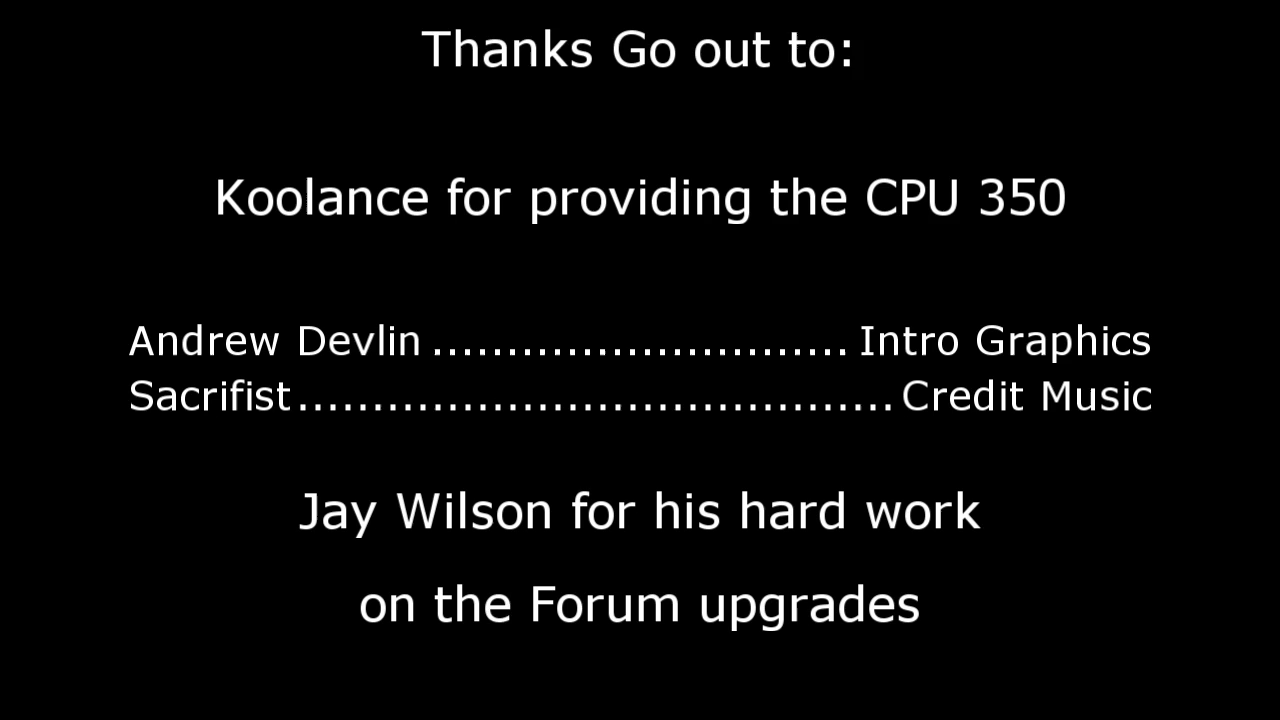 Thanks Go out to:
Koolance for providing the CPU 350
Andrew Devlin ............................ Intro Graphics
Sacrifist ........................................ Credit Music
Jay Wilson for his hard work
on the Forum upgrades